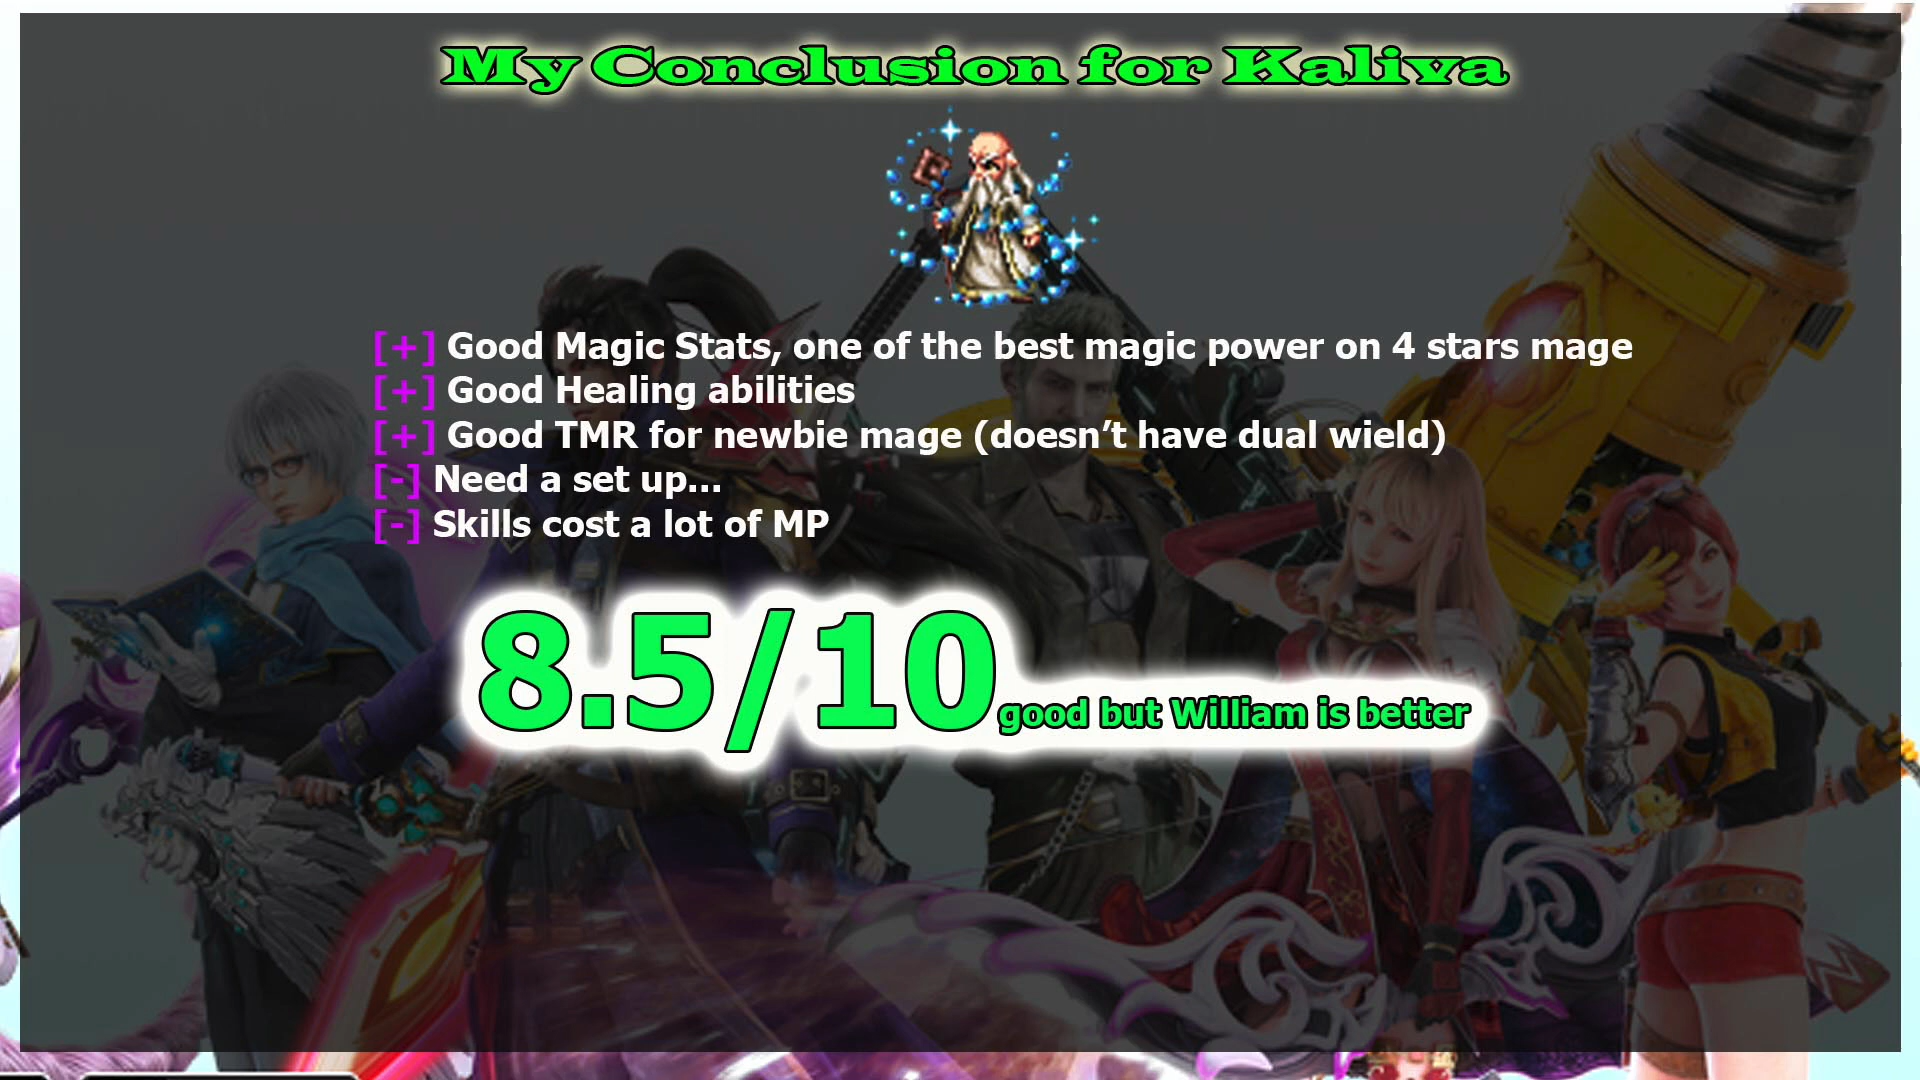 My Conclusion for Kaliva
[+] Good Magic Stats, one of the best magic power on 4 stars mage
[+] Good Healing abilities
[+] Good TMR for newbie mage (doesn’t have dual wield)
[-] Need a set up...
[-] Skills cost a lot of MP
8.5/10 good but William is better